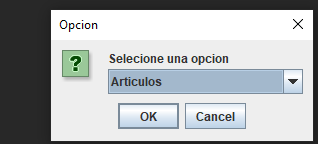 Opcion
Selecione una opcion
Articulos
OK
Cancel